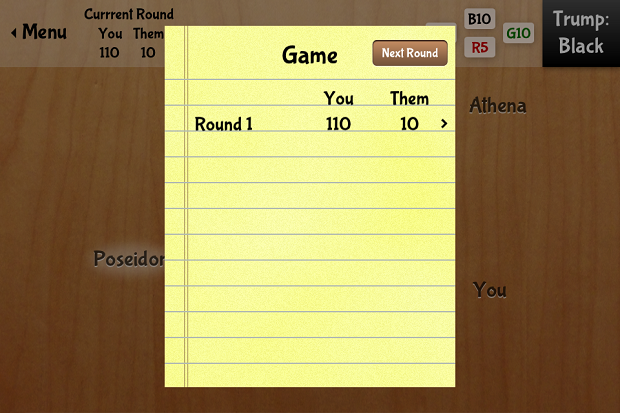 Menu
Currrent Round
You Them
110 10
B10
R5
G10
Trump:
Black
Game
Next Round
You Them
Round 1 110 10
Athena
Poseidon
You